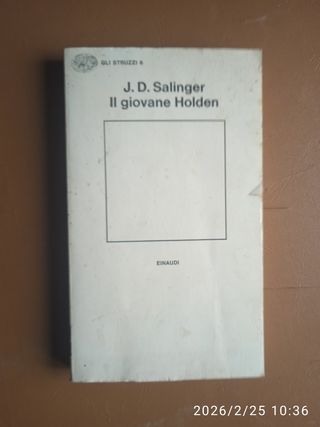 GLI STRUZZI 6.
J. D. Salinger
Il giovane Holden
EINAUDI
2026/2/25 10:36